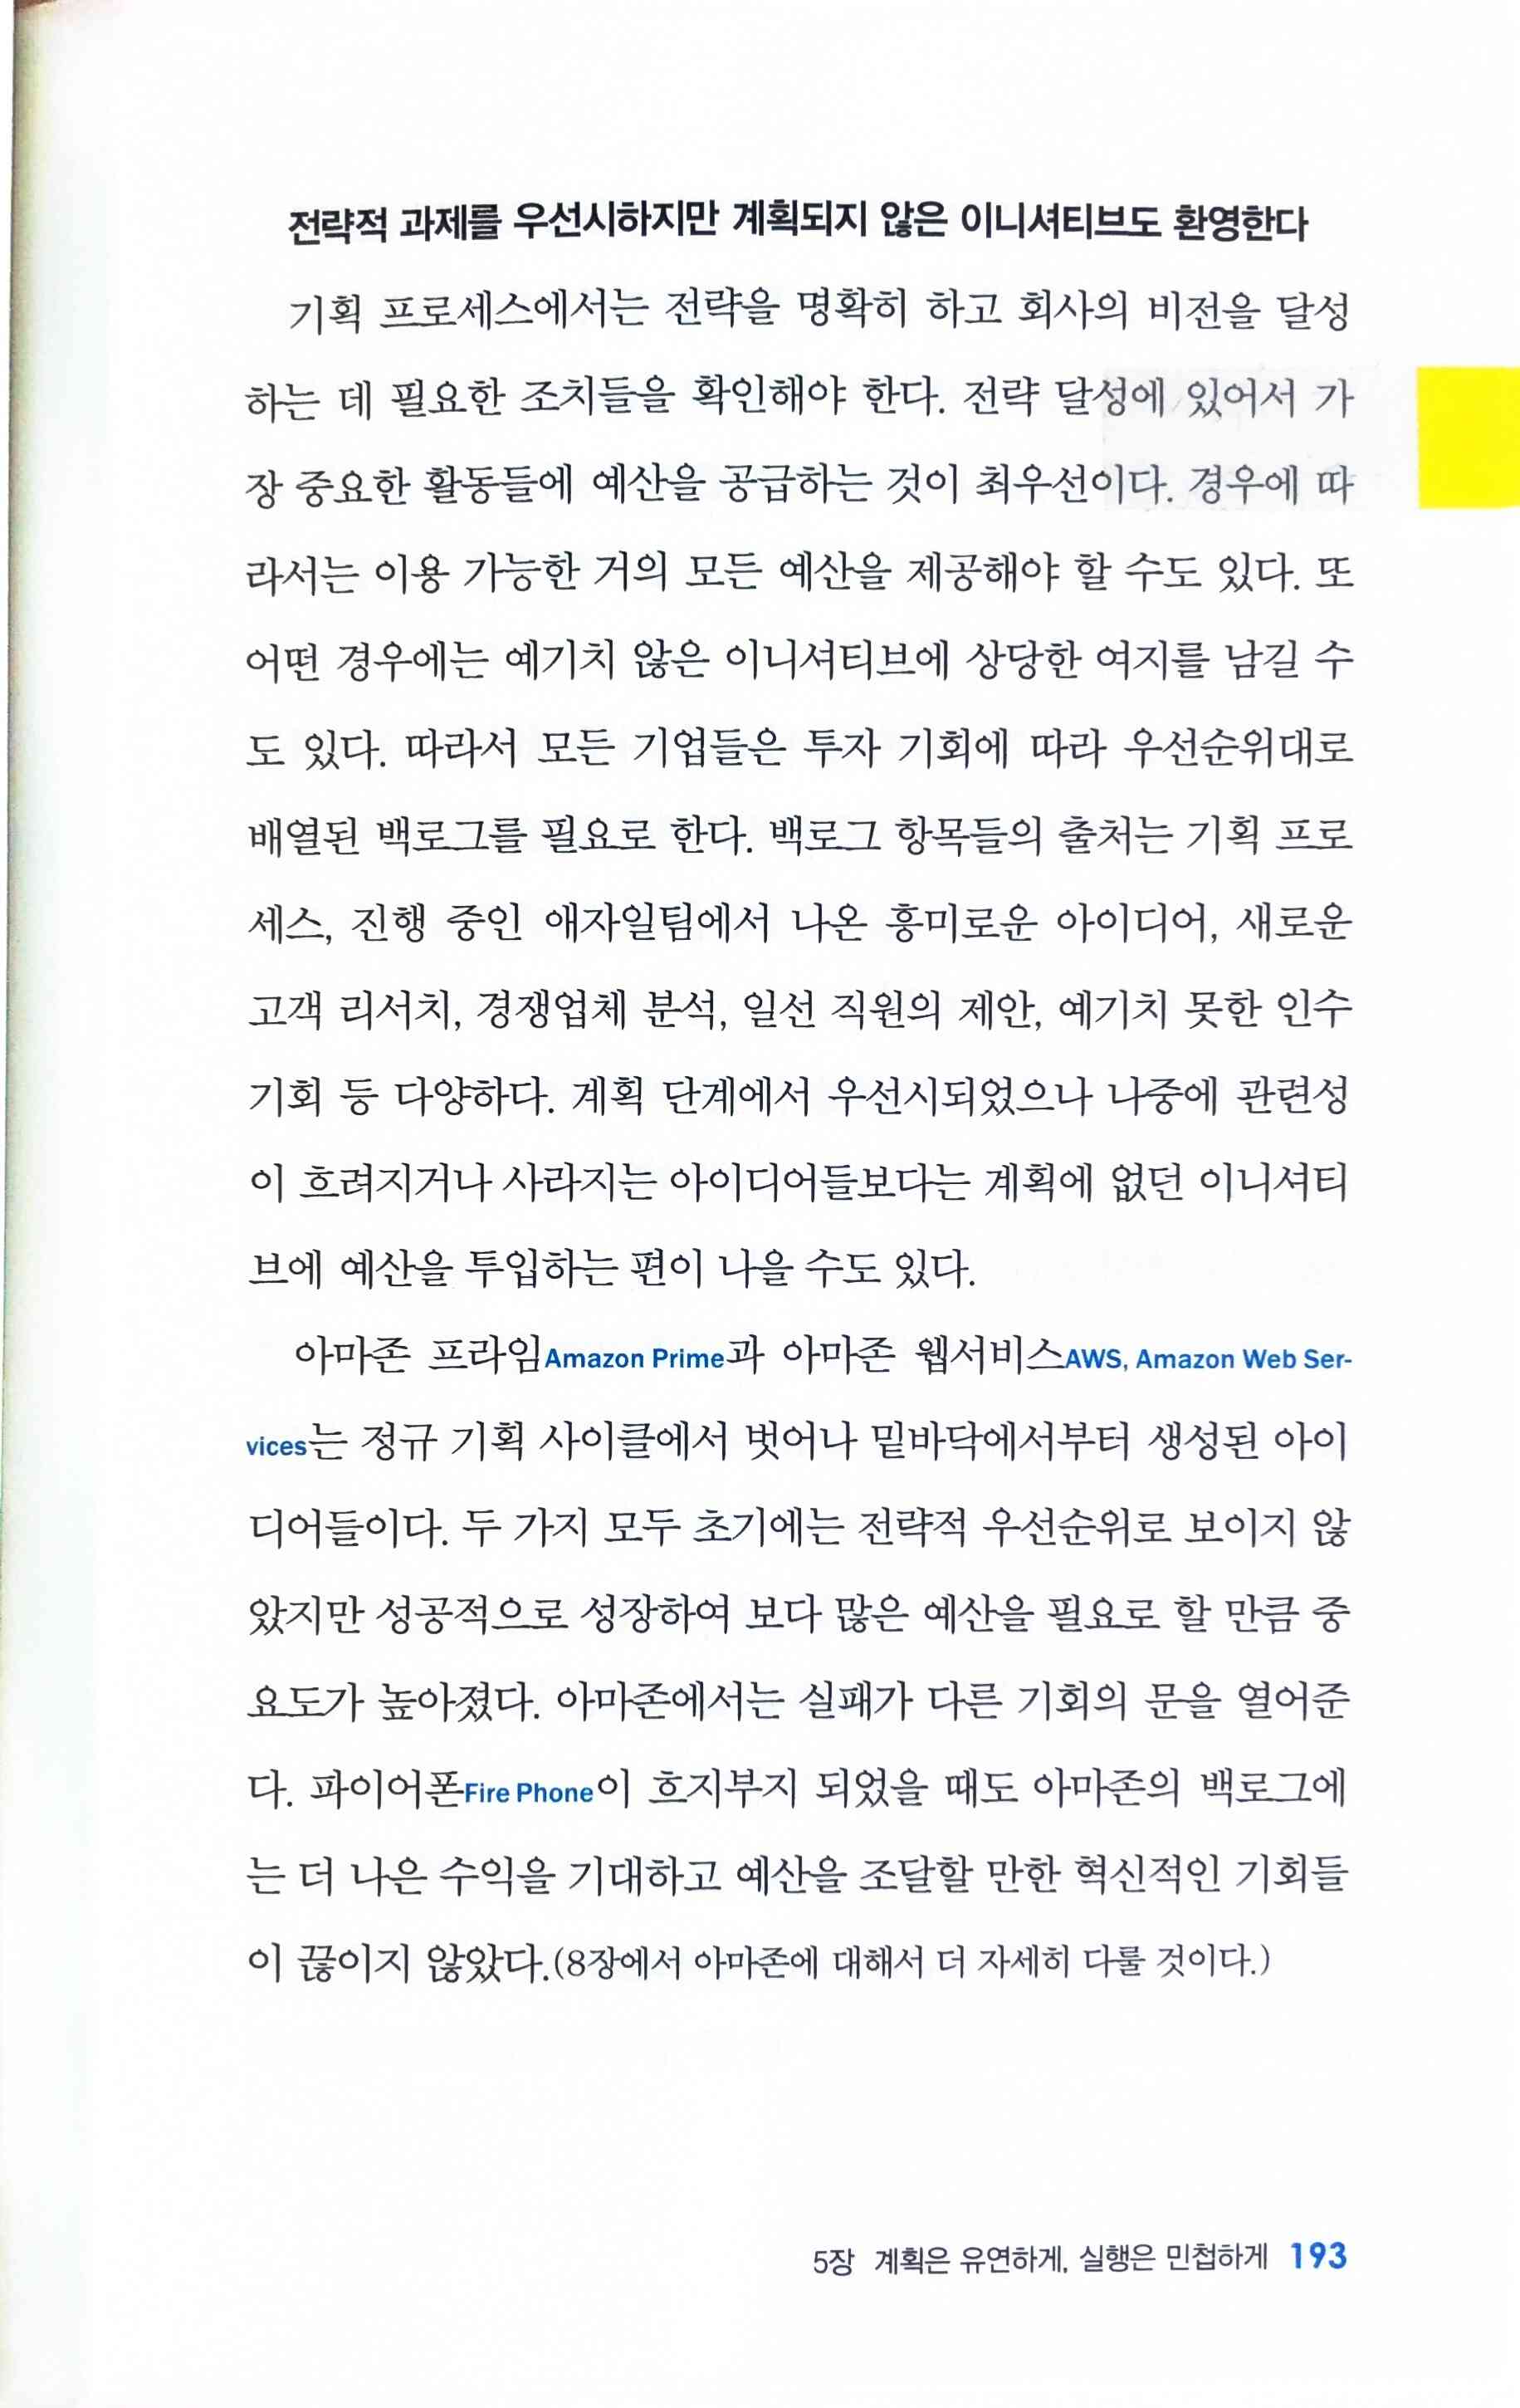 전략적 과제를 우선시하지만 계획되지 않은 이니셔티브도 환영한다
기획 프로세스에서는 전략을 명확히 하고 회사의 비전을 달성
하는 데 필요한 조치들을 확인해야 한다. 전략 달성에 있어서 가
장 중요한 활동들에 예산을 공급하는 것이 최우선이다. 경우에 따
라서는 이용 가능한 거의 모든 예산을 제공해야 할 수도 있다. 또
어떤 경우에는 예기치 않은 이니셔티브에 상당한 여지를 남길 수
도 있다. 따라서 모든 기업들은 투자 기회에 따라 우선순위대로
배열된 백로그를 필요로 한다. 백로그 항목들의 출처는 기획 프로
세스, 진행 중인 애자일팀에서 나온 흥미로운 아이디어, 새로운
고객 리서치, 경쟁업체 분석, 일선 직원의 제안, 예기치 못한 인수
기회 등 다양하다. 계획 단계에서 우선시되었으나 나중에 관련성
이 흐려지거나 사라지는 아이디어들보다는 계획에 없던 이니셔티
브에 예산을 투입하는 편이 나을 수도 있다.
아마존 프라임Amazon Prime과 아마존 웹서비스AWS, Amazon Web Ser-
vices는 정규 기획 사이클에서 벗어나 밑바닥에서부터 생성된 아이
디어들이다. 두 가지 모두 초기에는 전략적 우선순위로 보이지 않
았지만 성공적으로 성장하여 보다 많은 예산을 필요로 할 만큼 중
요도가 높아졌다. 아마존에서는 실패가 다른 기회의 문을 열어준
다. 파이어폰Fire Phone이 흐지부지 되었을 때도 아마존의 백로그에
는 더 나은 수익을 기대하고 예산을 조달할 만한 혁신적인 기회들
이 끊이지 않았다.(8장에서 아마존에 대해서 더 자세히 다룰 것이다.)
5장 계획은 유연하게, 실행은 민첩하게 193